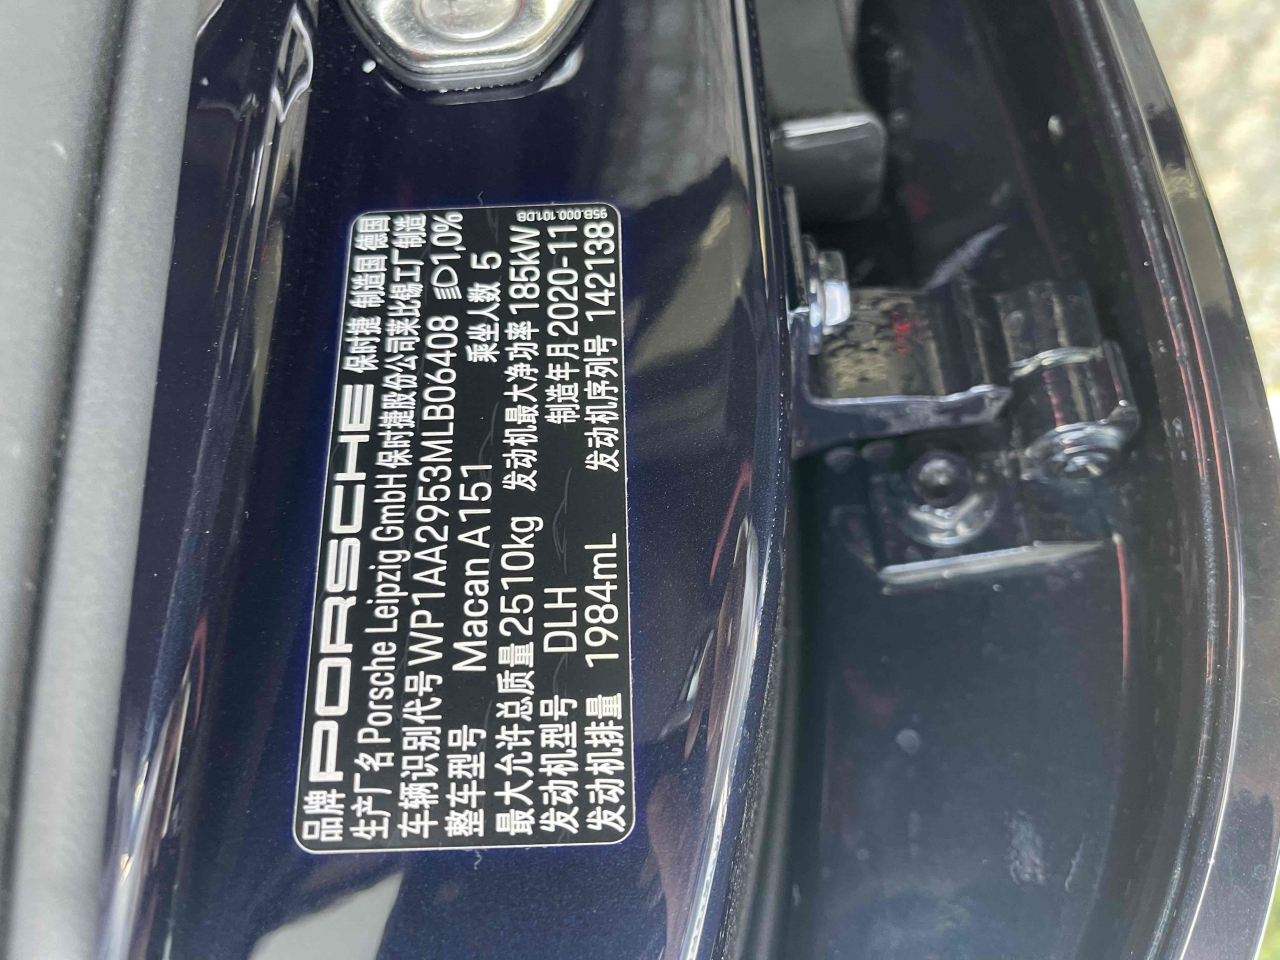 品牌 PORSCHE 保时捷 制造国 德国
生产厂名 Porsche Leipzig GmbH 保时捷股份公司莱比锡工厂制造
车辆识别代号 WP1AA2953MLB06408 1,0%
整车型号 Macan A151 乘坐人数 5
最大允许总质量 2510kg 发动机最大净功率 185kW 95B.000.101.DB
发动机型号 DLH 制造年月 2020-11
发动机排量 1984mL 发动机序列号 142138